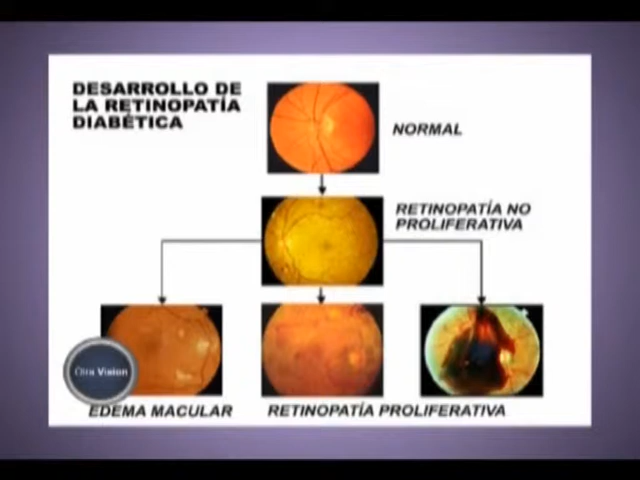 DESARROLLO DE
LA RETINOPATÍA
DIABÉTICA
NORMAL
RETINOPATÍA NO
PROLIFERATIVA
Otra Vision
EDEMA MACULAR
RETINOPATÍA PROLIFERATIVA